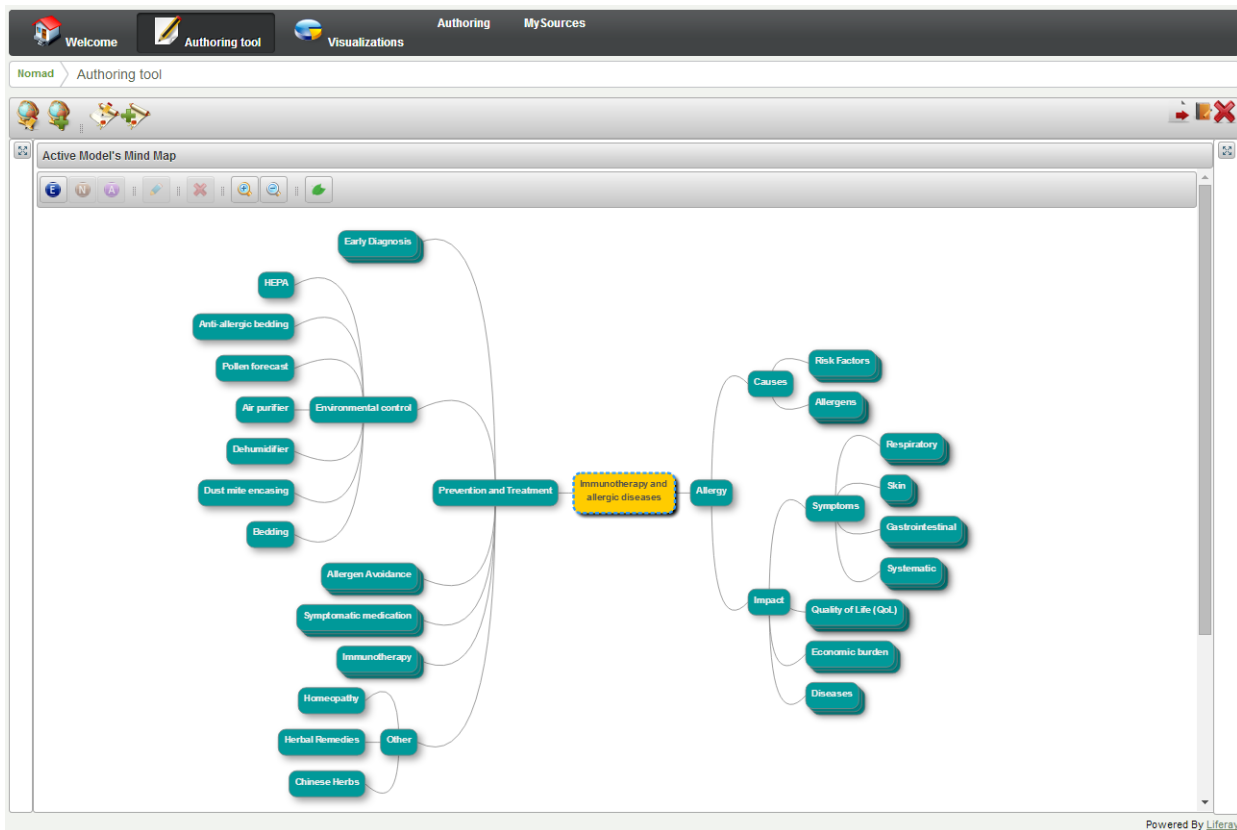 Welcome
Authoring tool
Visualizations
Authoring
MySources
Nomad
Authoring tool
Active Model's Mind Map
E
N
A
Early Diagnosis
HEPA
Anti-allergic bedding
Pollen forecast
Air purifier
Environmental control
Dehumidifier
Dust mite encasing
Bedding
Prevention and Treatment
Allergen Avoidance
Symptomatic medication
Immunotherapy
Homeopathy
Herbal Remedies
Other
Chinese Herbs
Immunotherapy and
allergic diseases
Allergy
Causes
Risk Factors
Allergens
Symptoms
Respiratory
Skin
Gastrointestinal
Systematic
Impact
Quality of Life (QoL)
Economic burden
Diseases
Powered By Liferay